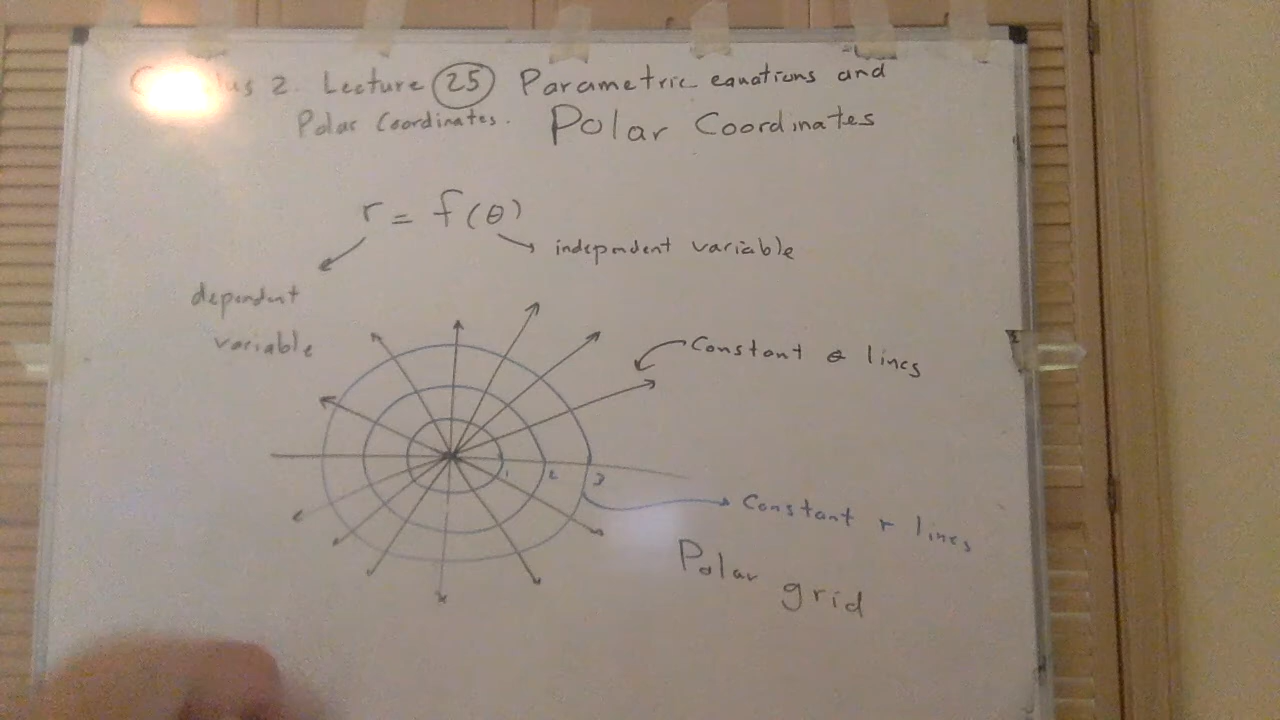 2. Lecture 25 Parametric equations and
Polar Coordinates. Polar Coordinates
r = f(θ)
independent variable
dependent
variable
Constant θ lines
1 2 3
Constant r lines
Polar grid